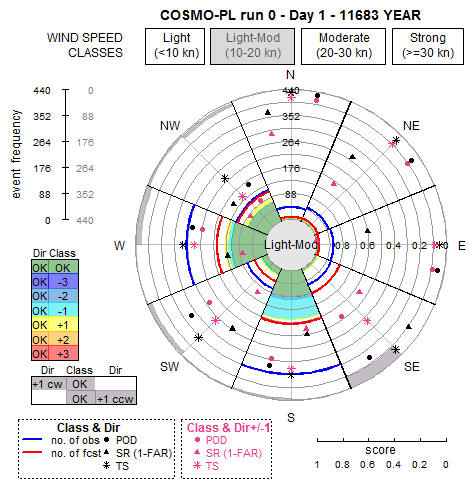 COSMO-PL run 0 - Day 1 - 11683 YEAR
WIND SPEED CLASSES
Light (<10 kn)
Light-Mod (10-20 kn)
Moderate (20-30 kn)
Strong (>=30 kn)
event frequency
440 0
352 88
264 176
176 264
88 352
0 440
N
NE
E
SE
S
SW
W
NW
440
352
264
176
88
Light-Mod
0.8 0.6 0.4 0.2
Dir Class
OK OK
OK -3
OK -2
OK -1
OK +1
OK +2
OK +3
Dir Class Dir
+1 cw OK
OK +1 ccw
Class & Dir
no. of obs POD
no. of fcst SR (1-FAR)
TS
Class & Dir+/-1
POD
SR (1-FAR)
TS
score
1 0.8 0.6 0.4 0.2 0